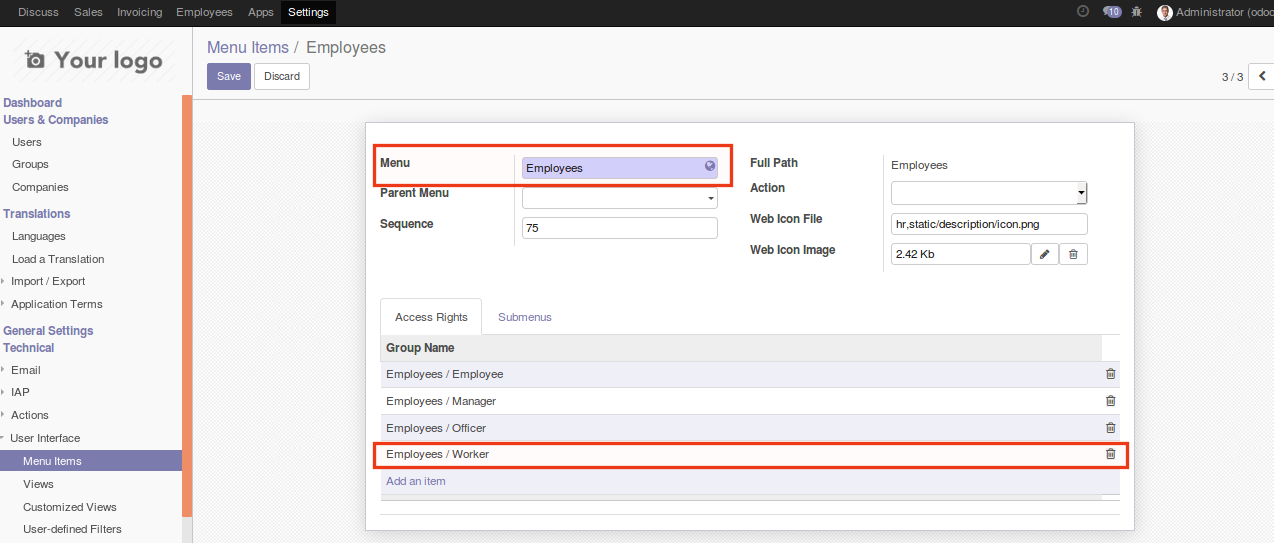 Discuss Sales Invoicing Employees Apps Settings 10 Administrator (odoo
Your logo
Menu Items / Employees
Save Discard
3 / 3
Dashboard
Users & Companies
Users
Groups
Companies
Translations
Languages
Load a Translation
Import / Export
Application Terms
General Settings
Technical
Email
IAP
Actions
User Interface
Menu Items
Views
Customized Views
User-defined Filters
Menu Employees
Parent Menu
Sequence 75
Full Path Employees
Action
Web Icon File hr,static/description/icon.png
Web Icon Image 2.42 Kb
Access Rights Submenus
Group Name
Employees / Employee
Employees / Manager
Employees / Officer
Employees / Worker
Add an item